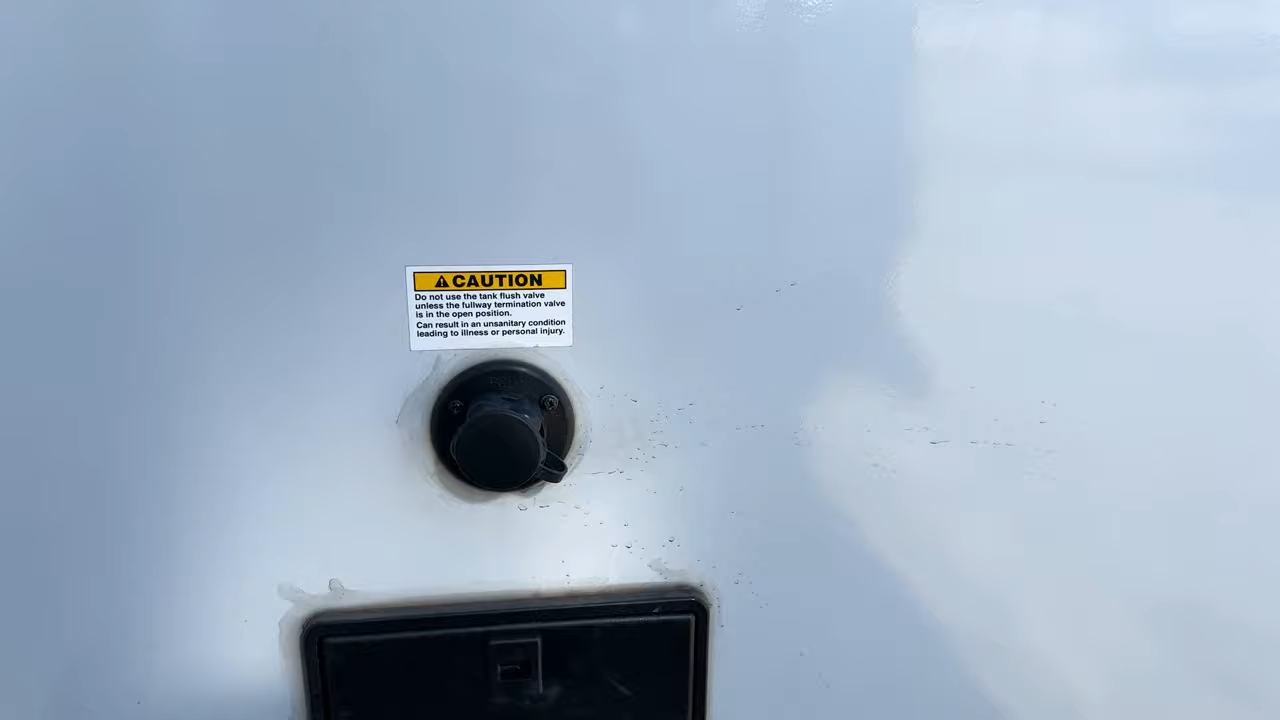 CAUTION
Do not use the tank flush valve
unless the fullway termination valve
is in the open position.
Can result in an unsanitary condition
leading to illness or personal injury.